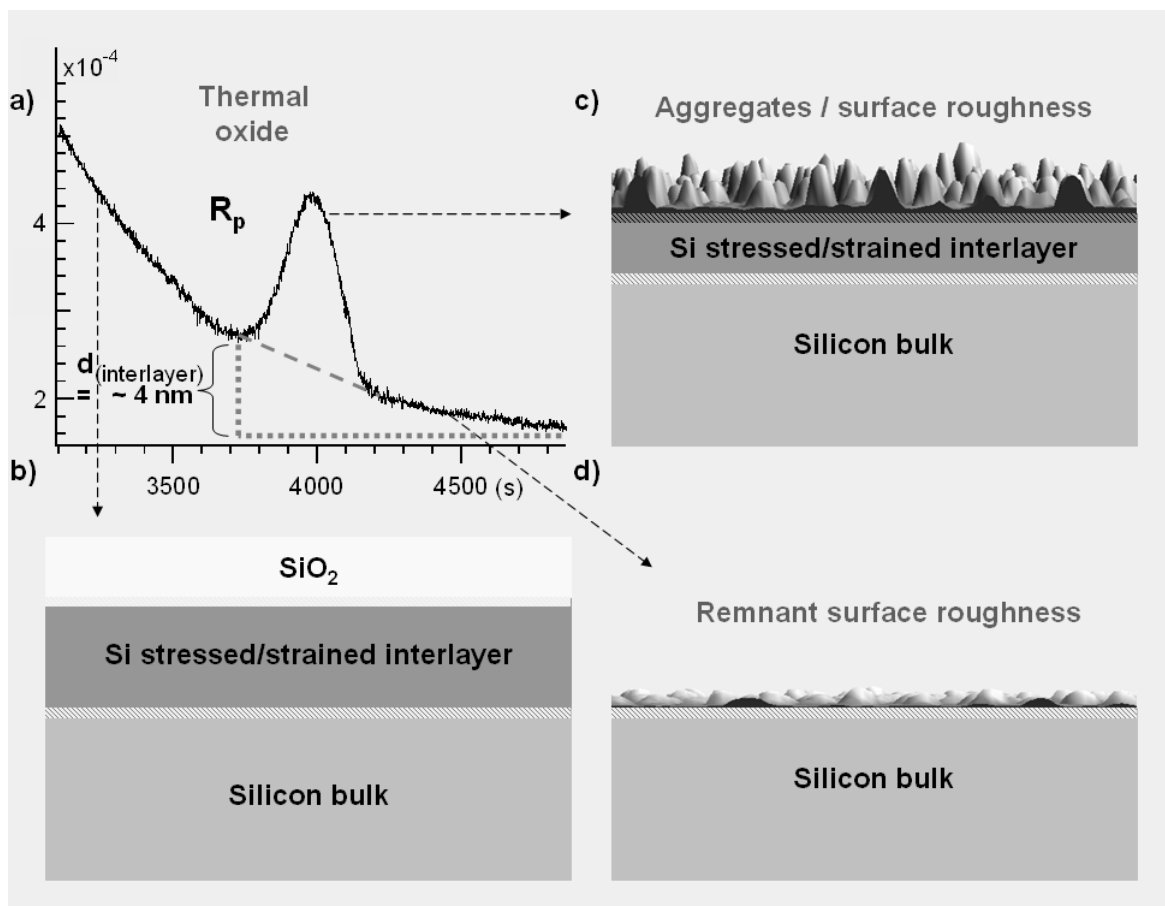 a)
x10⁻⁴
Thermal
oxide
Rₚ
4
2
d(interlayer)
= ~ 4 nm
3500 4000 4500 (s)
b)
SiO₂
Si stressed/strained interlayer
Silicon bulk
c)
Aggregates / surface roughness
Si stressed/strained interlayer
Silicon bulk
d)
Remnant surface roughness
Silicon bulk